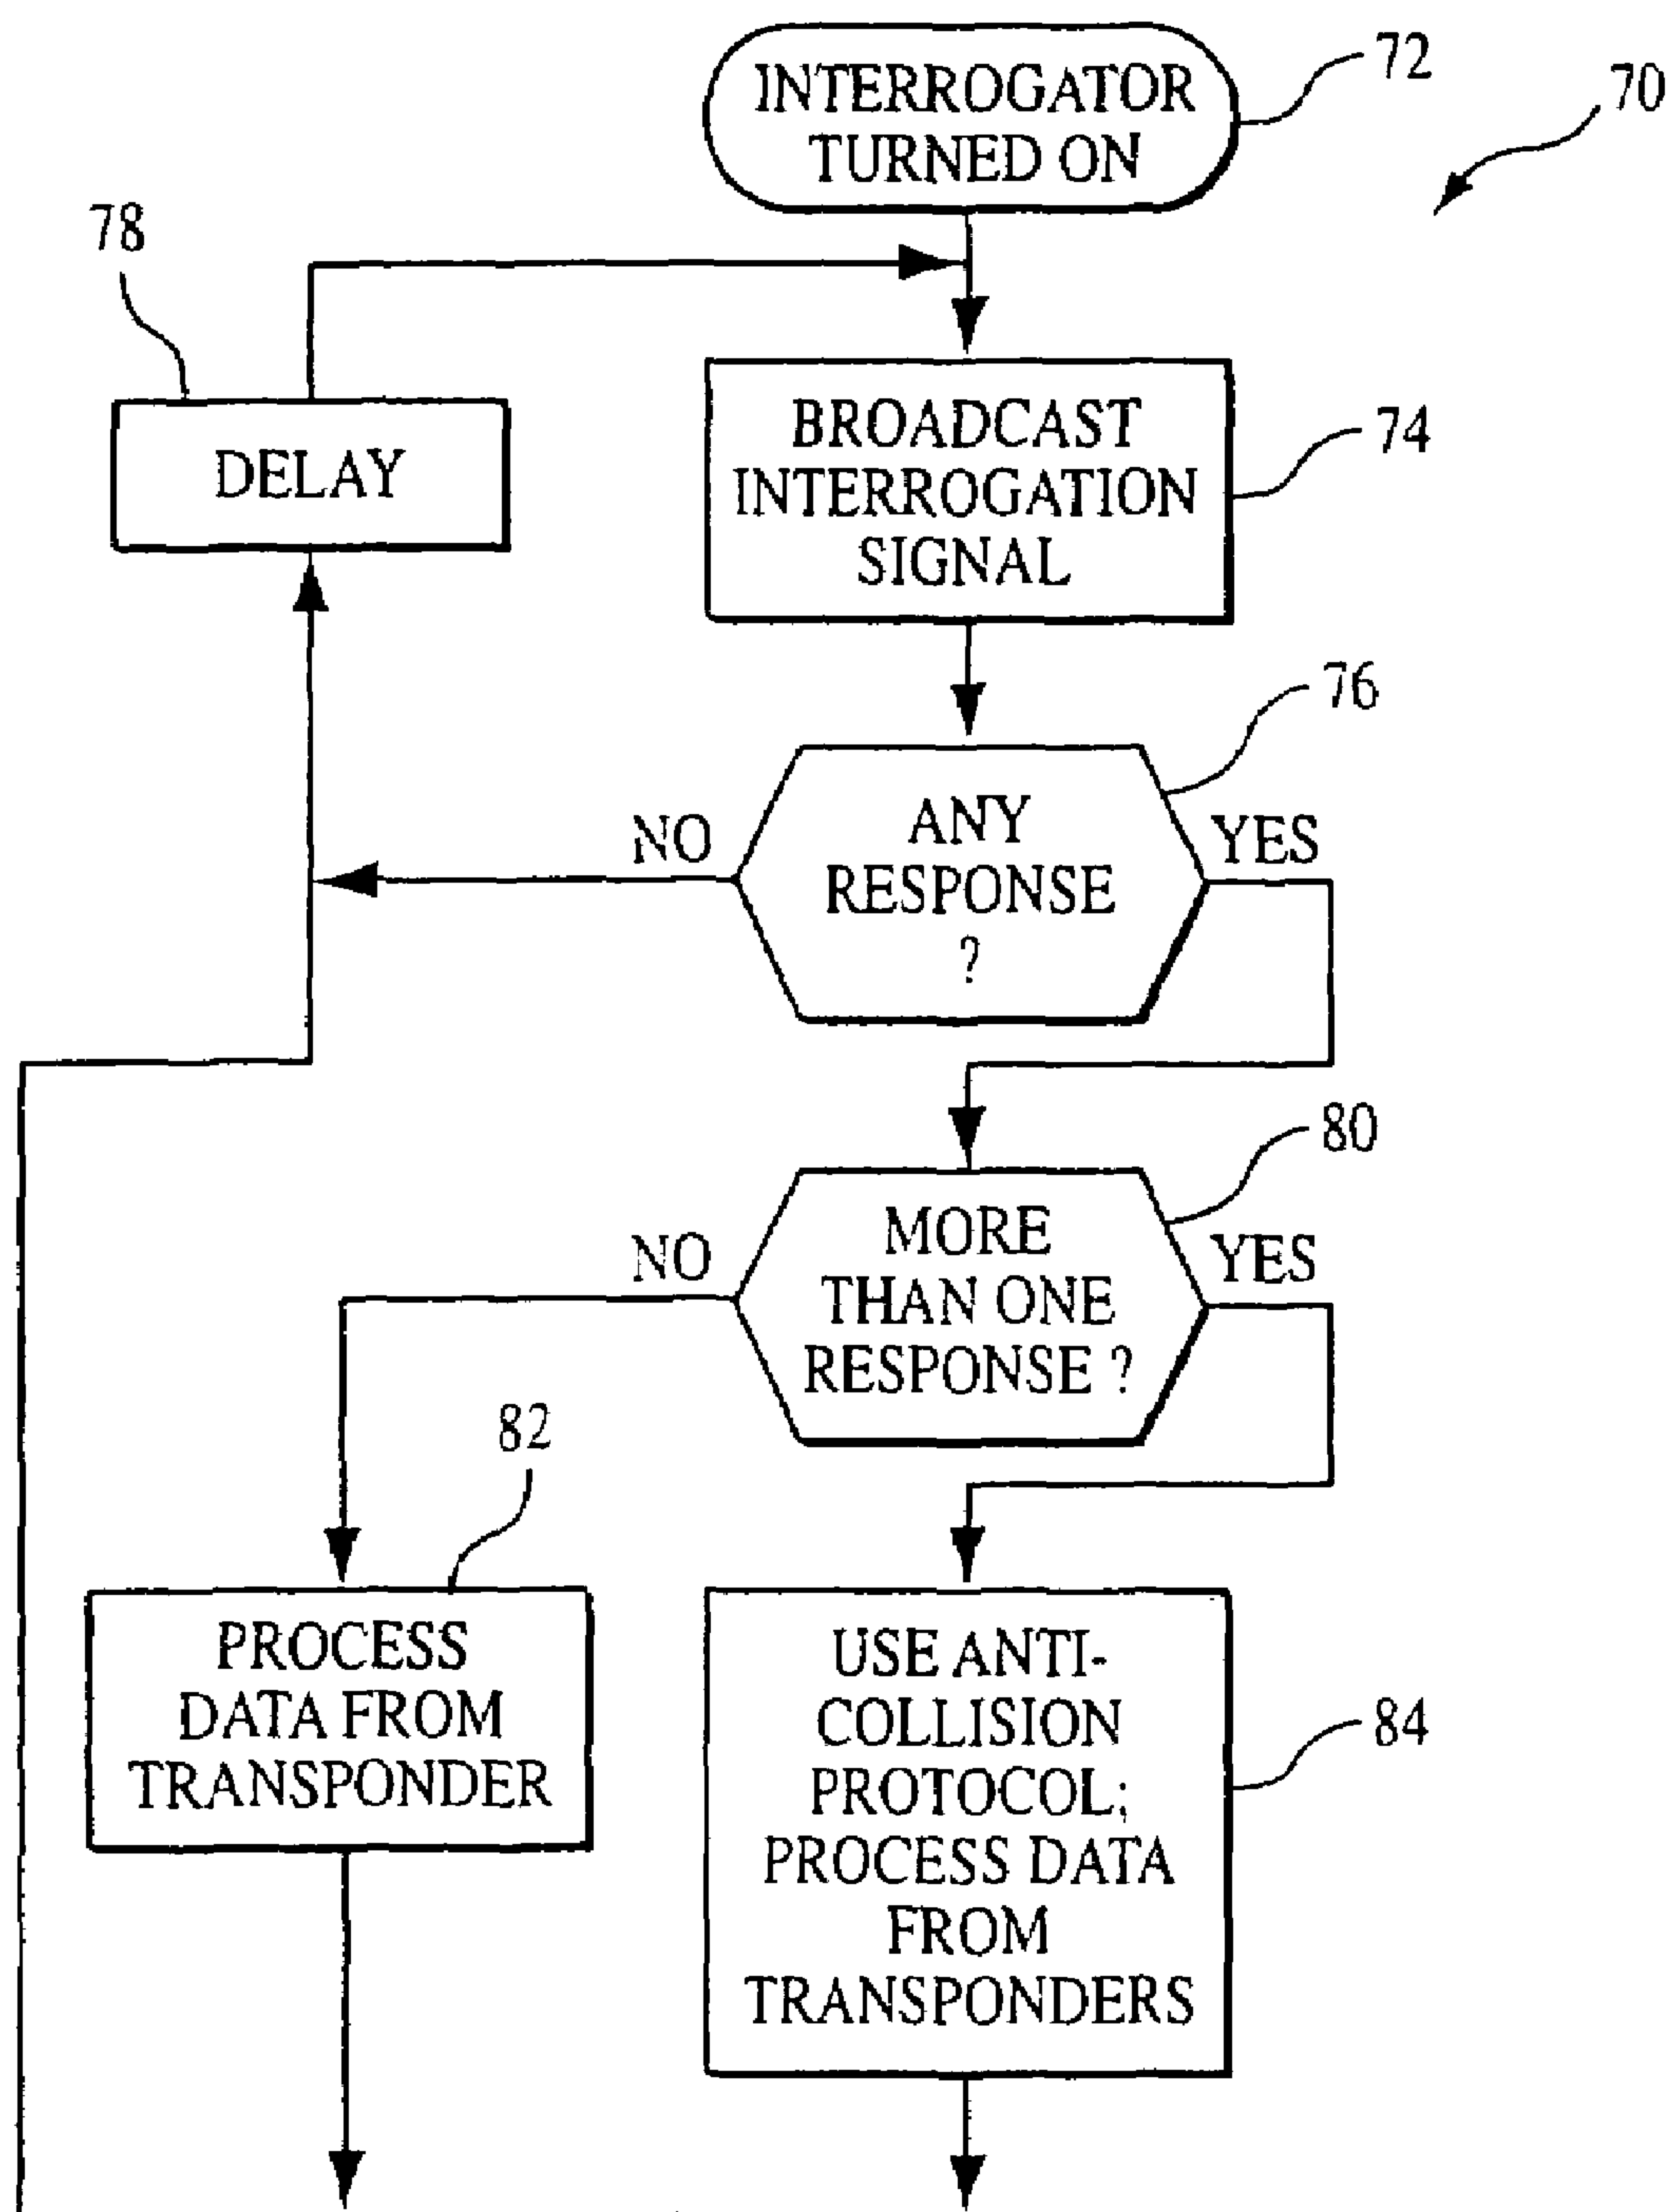 INTERROGATOR
TURNED ON
72
70
78
DELAY
BROADCAST
INTERROGATION
SIGNAL
74
76
NO
ANY
RESPONSE
?
YES
80
NO
MORE
THAN ONE
RESPONSE ?
YES
82
PROCESS
DATA FROM
TRANSPONDER
USE ANTI-
COLLISION
PROTOCOL;
PROCESS DATA
FROM
TRANSPONDERS
84